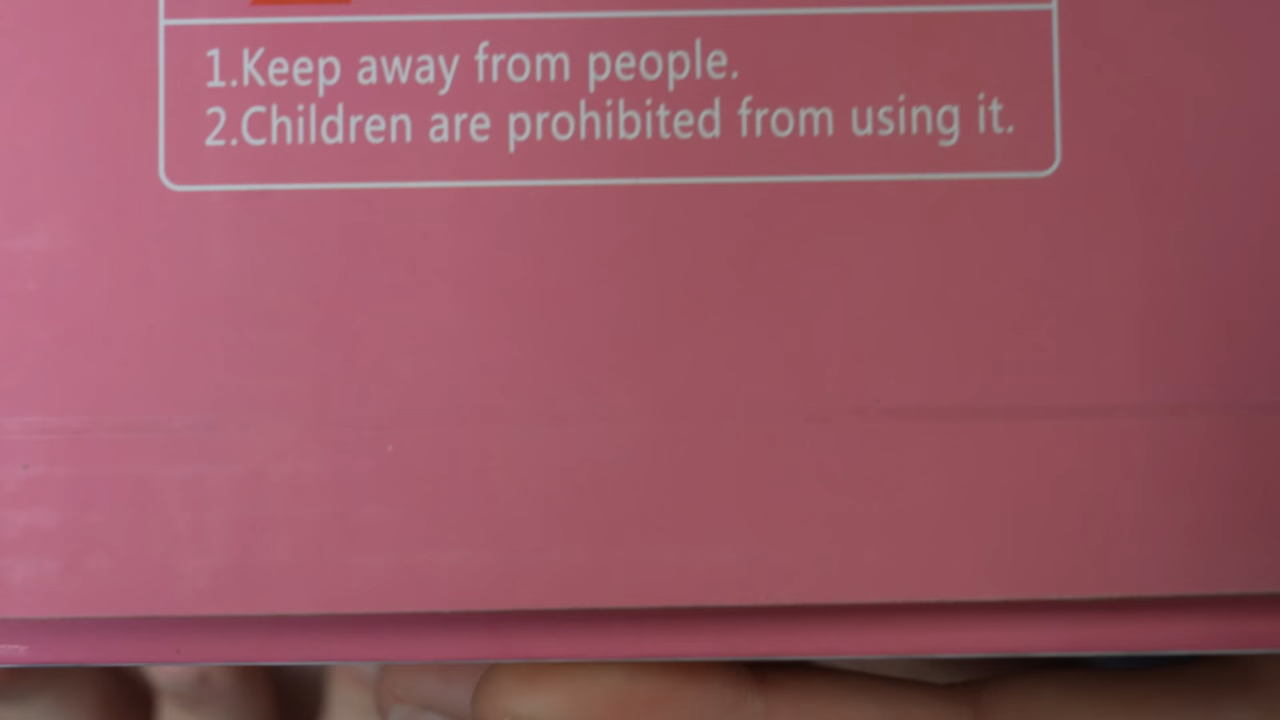 1.Keep away from people.
2.Children are prohibited from using it.